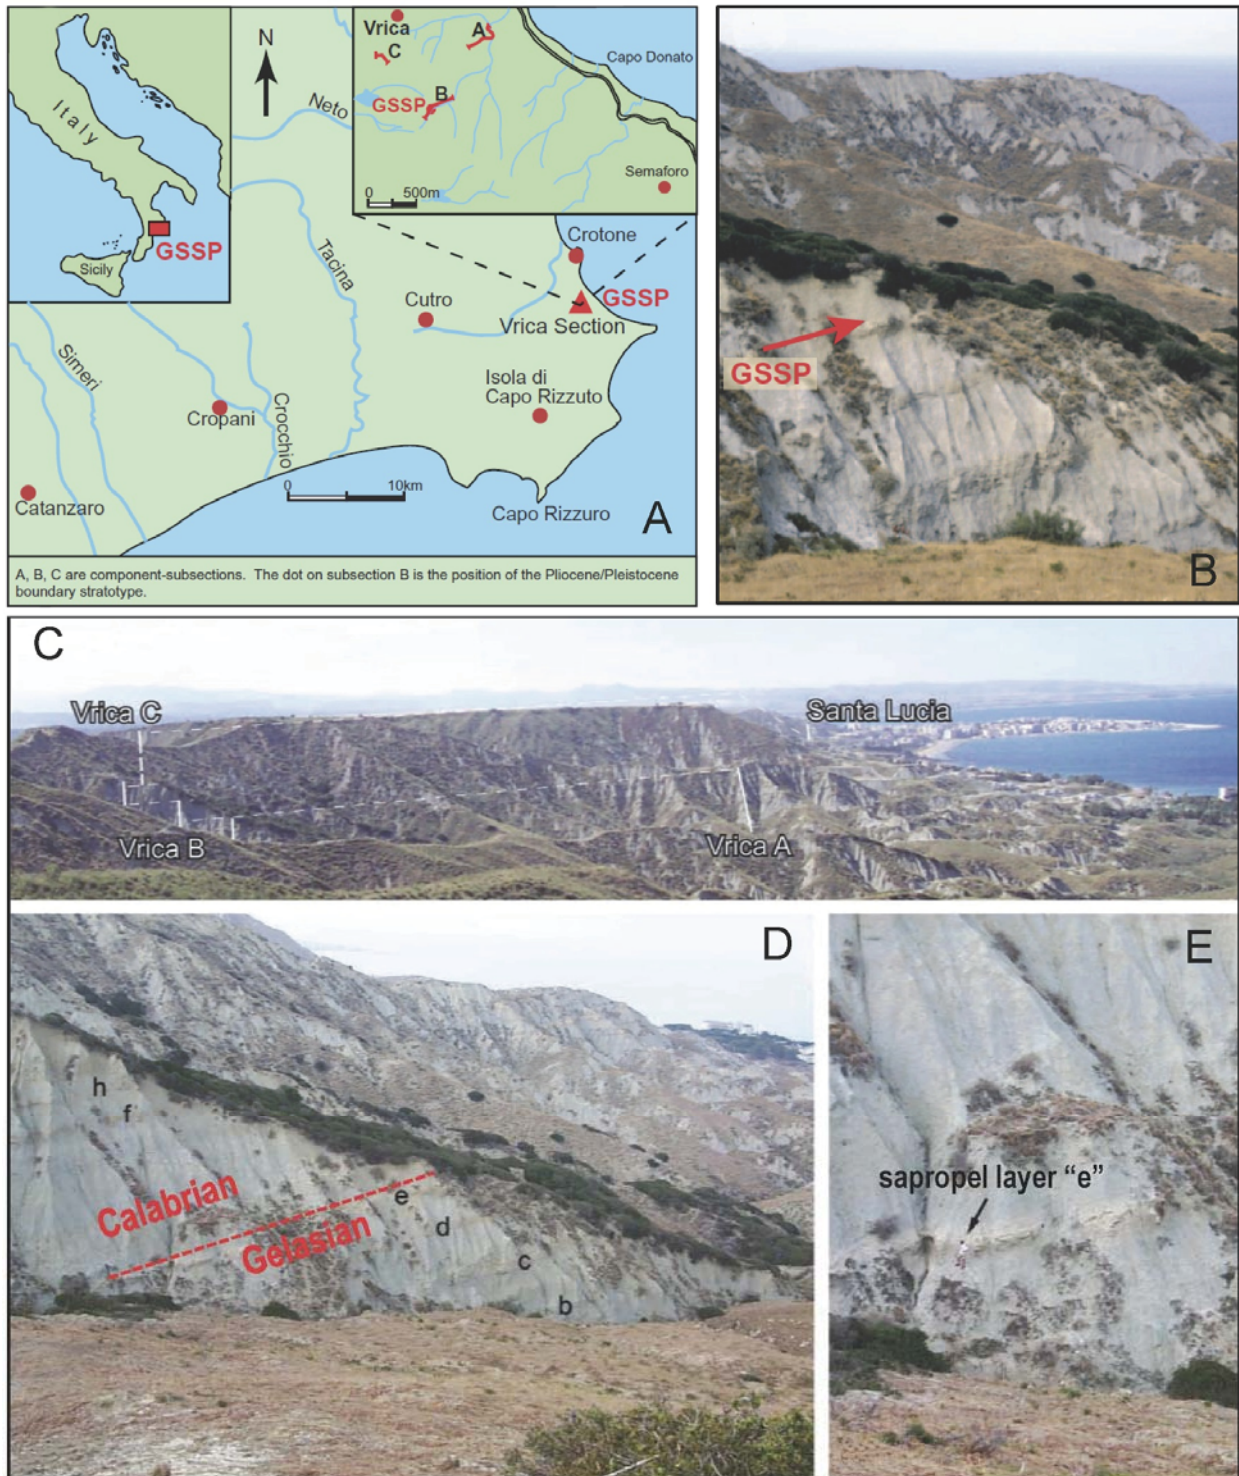 Italy
Sicily
GSSP
N
Neto
Vrica
C
A
B
GSSP
Capo Donato
Semaforo
0 500m
Tacina
Crotone
GSSP
Cutro
Vrica Section
Simeri
Isola di
Capo Rizzuto
Cropani
Crocchio
Catanzaro
0 10km
Capo Rizzuro
A
A, B, C are component-subsections. The dot on subsection B is the position of the Pliocene/Pleistocene
boundary stratotype.
GSSP
B
C
Vrica C
Santa Lucia
Vrica B
Vrica A
D
h
f
Calabrian
e
Gelasian
d
c
b
E
sapropel layer “e”